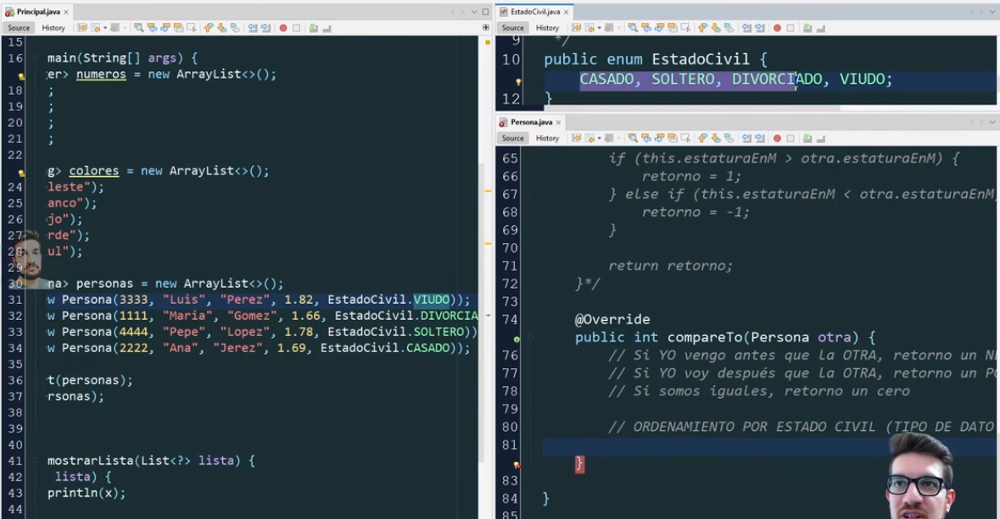 Principal.java
Source History
15
16 main(String[] args) {
ger> numeros = new ArrayList<>();
18 ;
19 ;
20 ;
21 ;
22
g> colores = new ArrayList<>();
24 leste");
25 anco");
26 jo");
27 rde");
28 ul");
29
30 na> personas = new ArrayList<>();
31 w Persona(3333, "Luis", "Perez", 1.82, EstadoCivil.VIUDO));
32 w Persona(1111, "Maria", "Gomez", 1.66, EstadoCivil.DIVORCIA
33 w Persona(4444, "Pepe", "Lopez", 1.78, EstadoCivil.SOLTERO))
34 w Persona(2222, "Ana", "Jerez", 1.69, EstadoCivil.CASADO));
35
36 t(personas);
37 rsonas);
38
39
40
41 mostrarLista(List<?> lista) {
42 lista) {
43 println(x);
44
EstadoCivil.java
Source History
9 */
10 public enum EstadoCivil {
CASADO, SOLTERO, DIVORCIADO, VIUDO;
12 }
Persona.java
Source History
65 if (this.estaturaEnM > otra.estaturaEnM) {
66 retorno = 1;
67 } else if (this.estaturaEnM < otra.estaturaEnM
68 retorno = -1;
69 }
70
71 return retorno;
72 }*/
73
74 @Override
public int compareTo(Persona otra) {
76 // Si YO vengo antes que la OTRA, retorno un N
77 // Si YO voy después que la OTRA, retorno un P
78 // Si somos iguales, retorno un cero
79
80 // ORDENAMIENTO POR ESTADO CIVIL (TIPO DE DATO
81
}
83
84 }
85